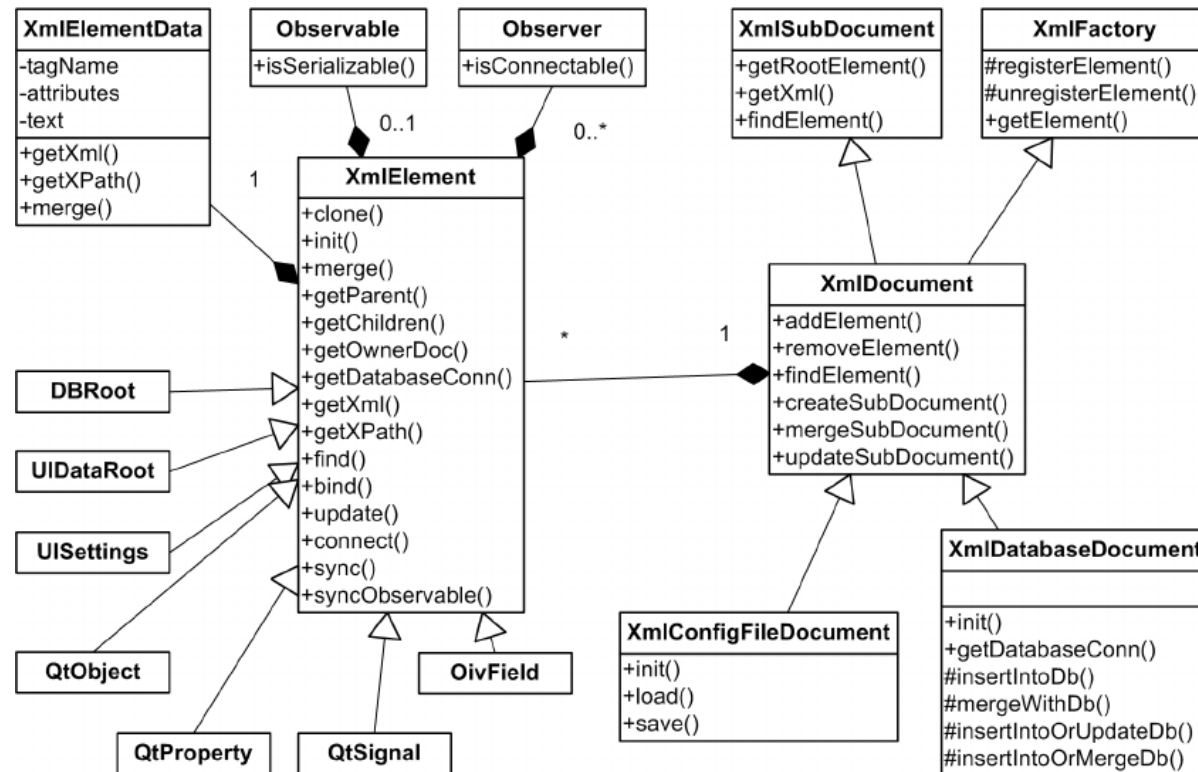 XmlElementData
-tagName
-attributes
-text
+getXml()
+getXPath()
+merge()
Observable
+isSerializable()
Observer
+isConnectable()
0..1
0..*
1
XmlElement
+clone()
+init()
+merge()
+getParent()
+getChildren()
+getOwnerDoc()
+getDatabaseConn()
+getXml()
+getXPath()
+find()
+bind()
+update()
+connect()
+sync()
+syncObservable()
DBRoot
UIDataRoot
UISettings
QtObject
QtProperty
QtSignal
OivField
*
1
XmlSubDocument
+getRootElement()
+getXml()
+findElement()
XmlFactory
#registerElement()
#unregisterElement()
+getElement()
XmlDocument
+addElement()
+removeElement()
+findElement()
+createSubDocument()
+mergeSubDocument()
+updateSubDocument()
XmlConfigFileDocument
+init()
+load()
+save()
XmlDatabaseDocument
+init()
+getDatabaseConn()
#insertIntoDb()
#mergeWithDb()
#insertIntoOrUpdateDb()
#insertIntoOrMergeDb()